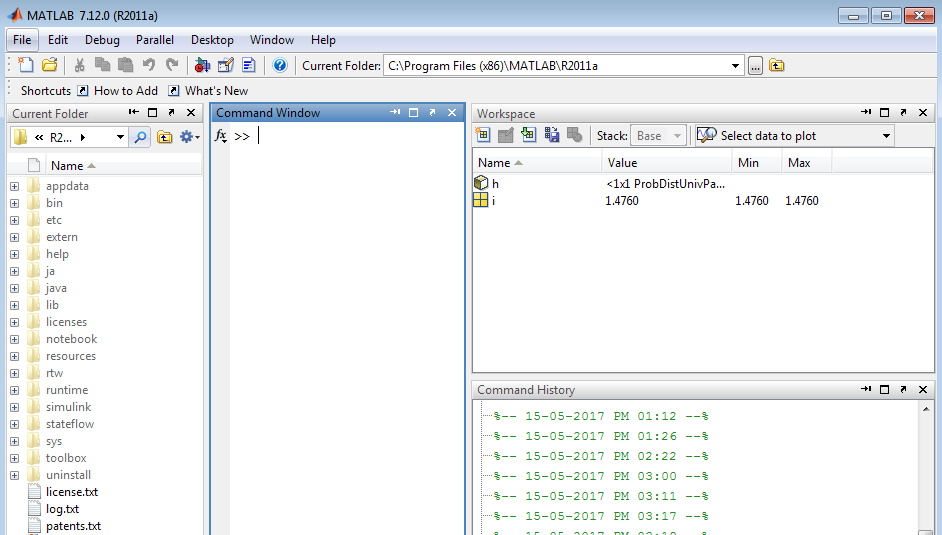 MATLAB 7.12.0 (R2011a)
File Edit Debug Parallel Desktop Window Help
Current Folder: C:\Program Files (x86)\MATLAB\R2011a ...
Shortcuts How to Add What's New
Current Folder
« R2...
Name
appdata
bin
etc
extern
help
ja
java
lib
licenses
notebook
resources
rtw
runtime
simulink
stateflow
sys
toolbox
uninstall
license.txt
log.txt
patents.txt
Command Window
fx >>
Workspace
Stack: Base Select data to plot
Name Value Min Max
h <1x1 ProbDistUnivPa...
i 1.4760 1.4760 1.4760
Command History
%-- 15-05-2017 PM 01:12 --%
%-- 15-05-2017 PM 01:26 --%
%-- 15-05-2017 PM 02:22 --%
%-- 15-05-2017 PM 03:00 --%
%-- 15-05-2017 PM 03:11 --%
%-- 15-05-2017 PM 03:17 --%